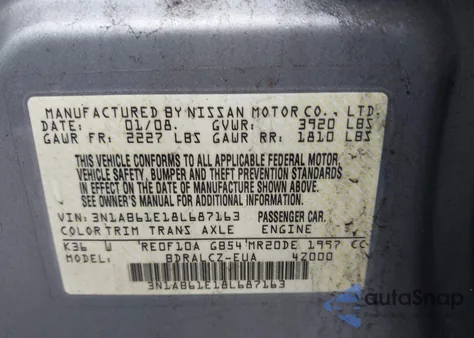 MANUFACTURED BY NISSAN MOTOR CO., LTD.
DATE: 01/08. GVWR: 3920 LBS
GAWR FR: 2227 LBS GAWR RR: 1810 LBS
THIS VEHICLE CONFORMS TO ALL APPLICABLE FEDERAL MOTOR
VEHICLE SAFETY, BUMPER AND THEFT PREVENTION STANDARDS
IN EFFECT ON THE DATE OF MANUFACTURE SHOWN ABOVE.
SEE OWNER'S MANUAL FOR ADDITIONAL INFORMATION
VIN: 3N1AB61E18L687163 PASSENGER CAR.
COLOR TRIM TRANS AXLE ENGINE
K36 W RE0F10A GB54 MR20DE 1997 CC
BDRALCZ-EUA 4Z000
3N1AB61E18L687163
autaSnap